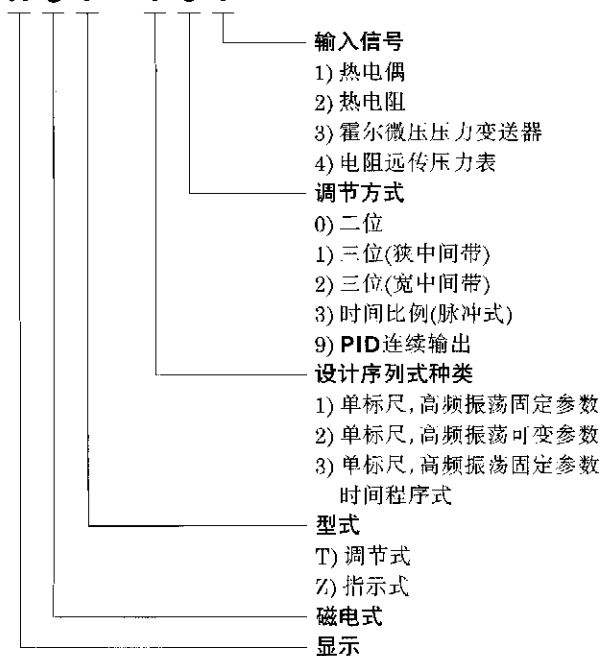 输入信号
1) 热电偶
2) 热电阻
3) 霍尔微压压力变送器
4) 电阻远传压力表
调节方式
0) 二位
1) 三位(狭中间带)
2) 三位(宽中间带)
3) 时间比例(脉冲式)
9) PID连续输出
设计序列式种类
1) 单标尺,高频振荡固定参数
2) 单标尺,高频振荡可变参数
3) 单标尺,高频振荡固定参数
时间程序式
型式
T) 调节式
Z) 指示式
磁电式
显示